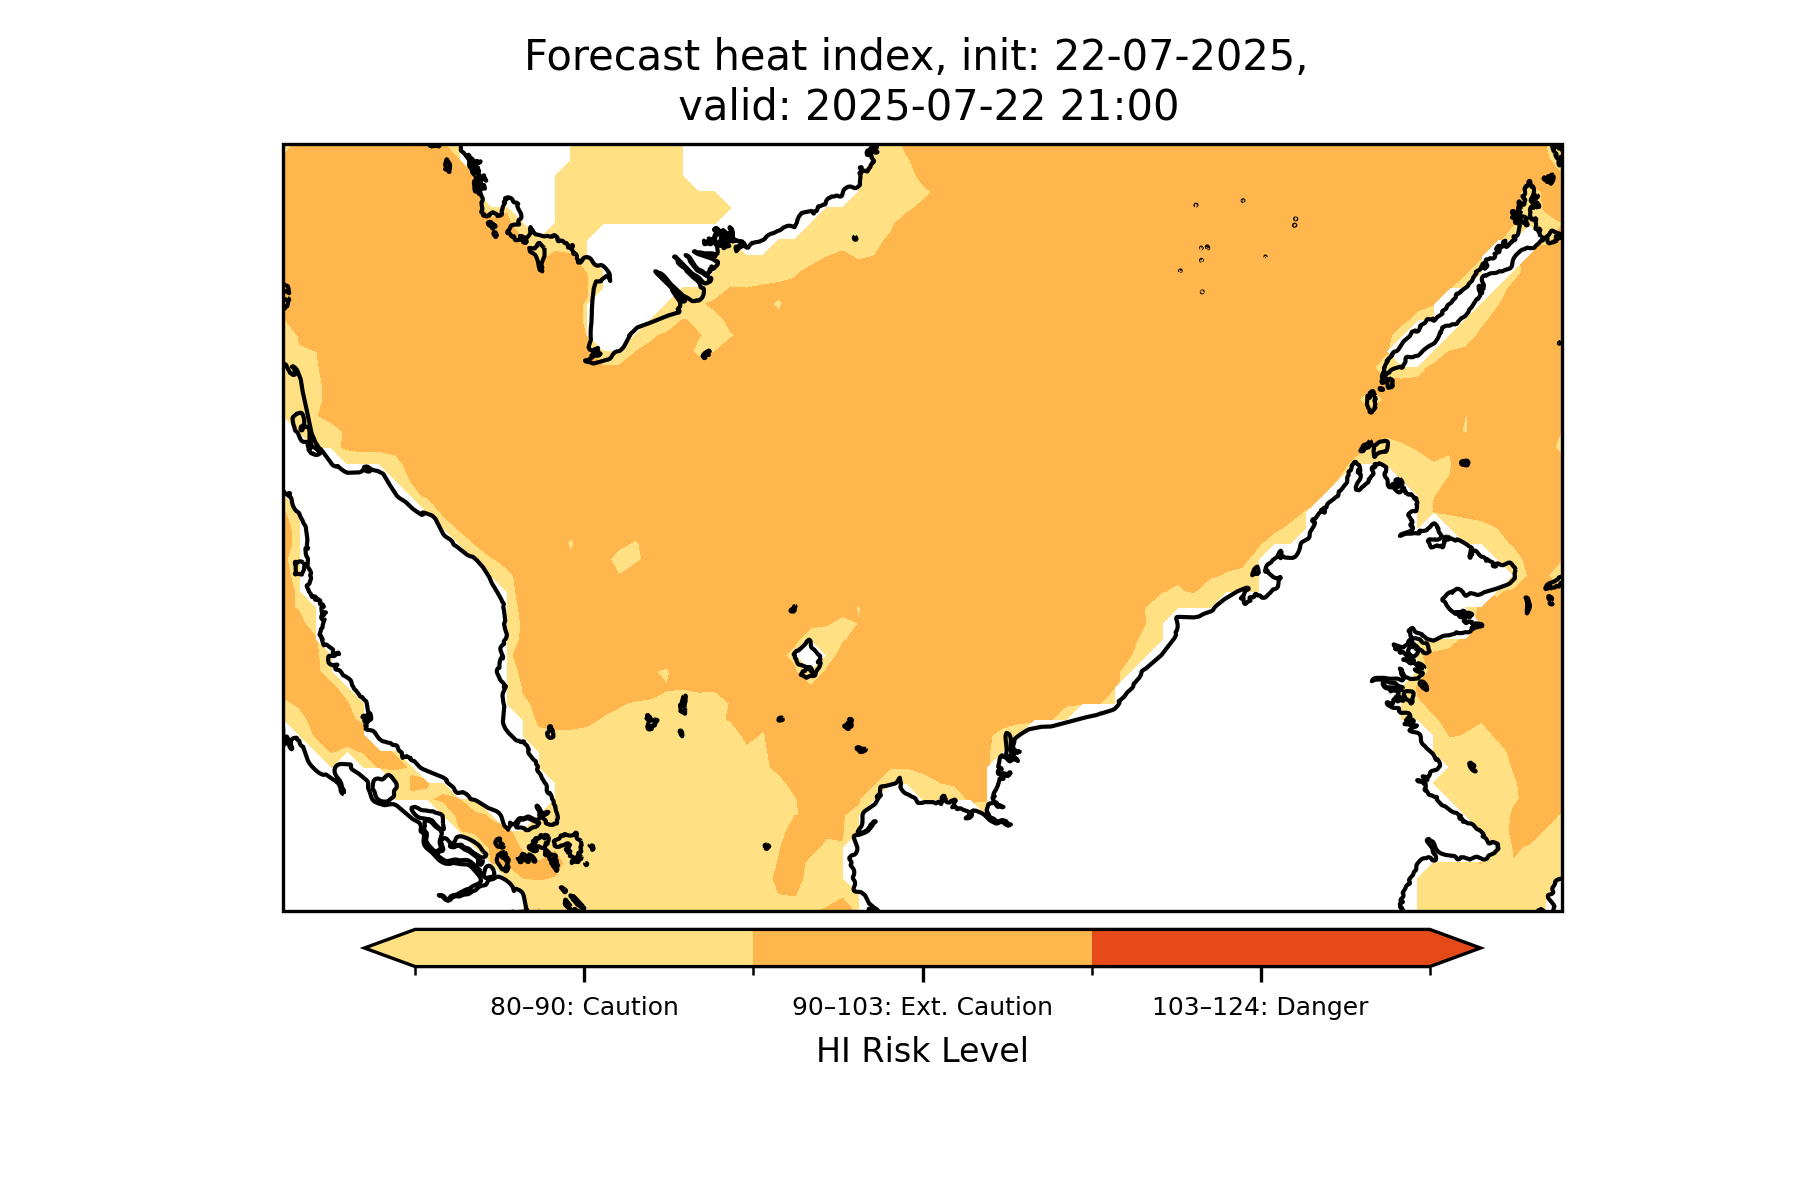 Forecast heat index, init: 22-07-2025,
valid: 2025-07-22 21:00
80–90: Caution
90–103: Ext. Caution
103–124: Danger
HI Risk Level